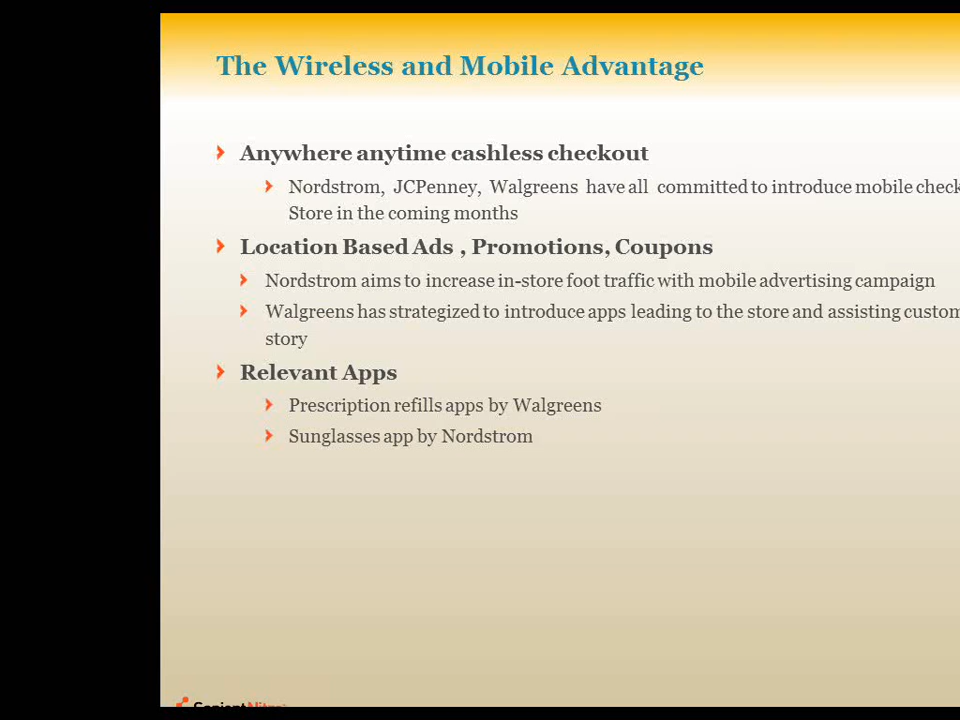 The Wireless and Mobile Advantage
Anywhere anytime cashless checkout
Nordstrom, JCPenney, Walgreens have all committed to introduce mobile check
Store in the coming months
Location Based Ads , Promotions, Coupons
Nordstrom aims to increase in-store foot traffic with mobile advertising campaign
Walgreens has strategized to introduce apps leading to the store and assisting custom
story
Relevant Apps
Prescription refills apps by Walgreens
Sunglasses app by Nordstrom
SapientNitro